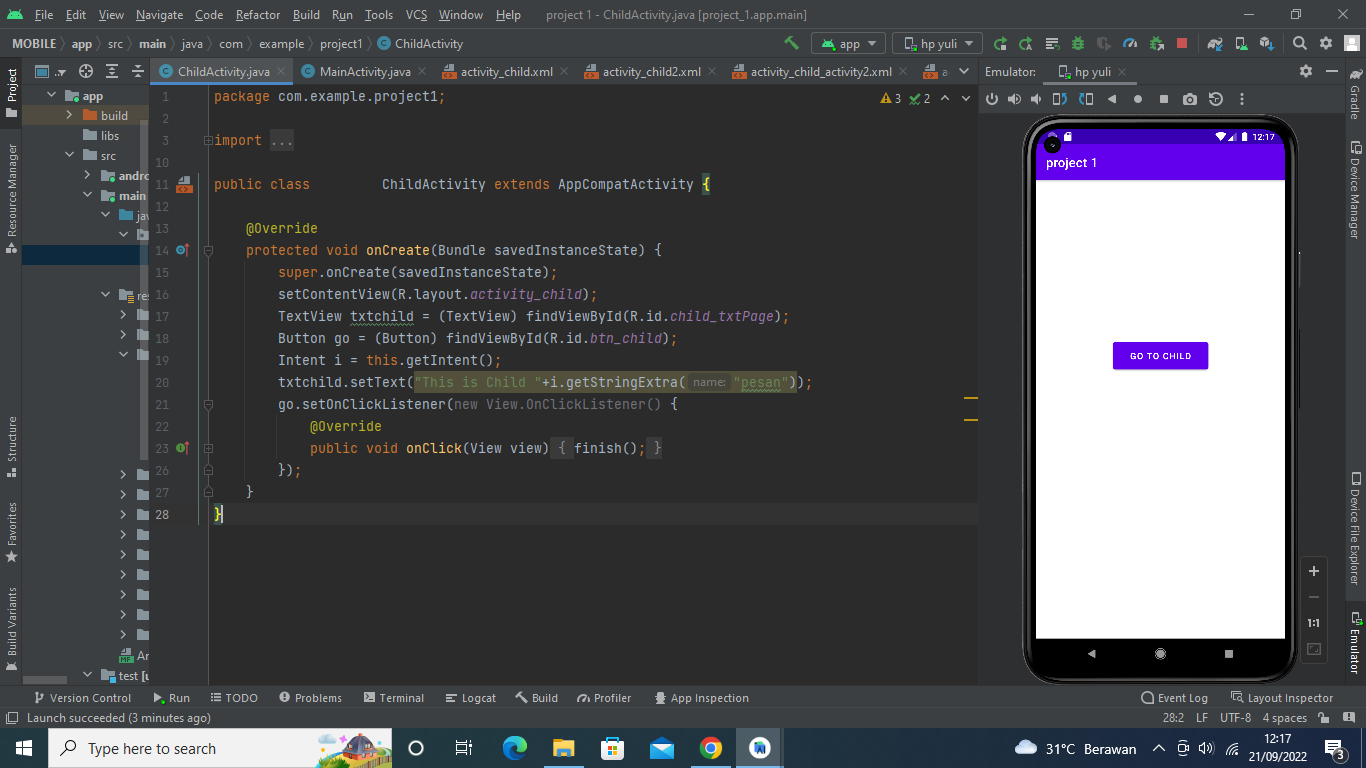 File Edit View Navigate Code Refactor Build Run Tools VCS Window Help project 1 - ChildActivity.java [project_1.app.main]
MOBILE app src main java com example project1 ChildActivity app hp yuli
ChildActivity.java MainActivity.java activity_child.xml activity_child2.xml activity_child_activity2.xml a Emulator: hp yuli
Project
Resource Manager
Structure
Favorites
Build Variants
app
build
libs
src
andro
main
jav
res
Ar
test [u
1 package com.example.project1;
2
3 import ...
10
11 public class ChildActivity extends AppCompatActivity {
12
13 @Override
14 protected void onCreate(Bundle savedInstanceState) {
15 super.onCreate(savedInstanceState);
16 setContentView(R.layout.activity_child);
17 TextView txtchild = (TextView) findViewById(R.id.child_txtPage);
18 Button go = (Button) findViewById(R.id.btn_child);
19 Intent i = this.getIntent();
20 txtchild.setText("This is Child "+i.getStringExtra( name: "pesan"));
21 go.setOnClickListener(new View.OnClickListener() {
22 @Override
23 public void onClick(View view) { finish(); }
26 });
27 }
28 }
3 2
12:17
project 1
GO TO CHILD
1:1
Gradle
Device Manager
Device File Explorer
Emulator
Version Control Run TODO Problems Terminal Logcat Build Profiler App Inspection Event Log Layout Inspector
Launch succeeded (3 minutes ago) 28:2 LF UTF-8 4 spaces
Type here to search 31°C Berawan 12:17
21/09/2022 3